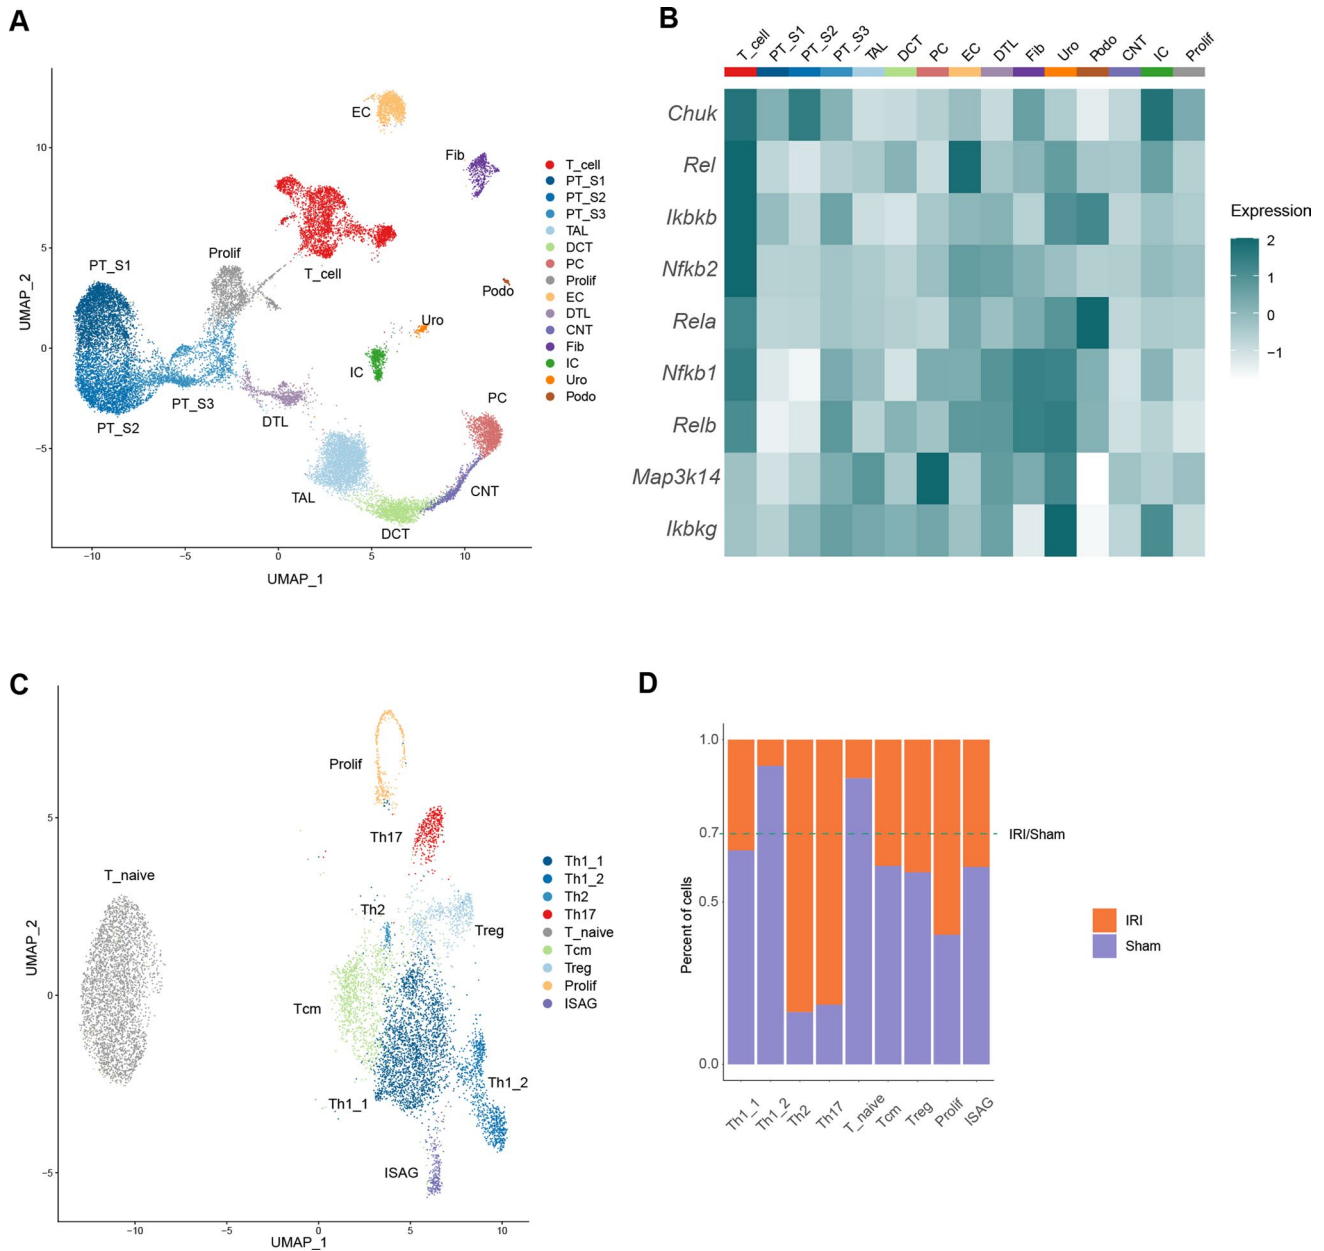 A
EC
Fib
T_cell
Prolif
PT_S1
PT_S2
PT_S3
Podo
Uro
IC
DTL
PC
TAL
CNT
DCT
10
5
0
−5
−10
−5
0
5
10
UMAP_1
UMAP_2
T_cell
PT_S1
PT_S2
PT_S3
TAL
DCT
PC
Prolif
EC
DTL
CNT
Fib
IC
Uro
Podo
B
T_cell
PT_S1
PT_S2
PT_S3
TAL
DCT
PC
EC
DTL
Fib
Uro
Podo
CNT
IC
Prolif
Chuk
Rel
Ikbkb
Nfkb2
Rela
Nfkb1
Relb
Map3k14
Ikbkg
Expression
2
1
0
−1
C
Prolif
Th17
T_naive
Th2
Treg
Tcm
Th1_1
Th1_2
ISAG
5
0
−5
−10
−5
0
5
10
UMAP_1
UMAP_2
Th1_1
Th1_2
Th2
Th17
T_naive
Tcm
Treg
Prolif
ISAG
D
Percent of cells
1.0
0.7
0.5
0.0
IRI/Sham
IRI
Sham
Th1_1
Th1_2
Th2
Th17
T_naive
Tcm
Treg
Prolif
ISAG